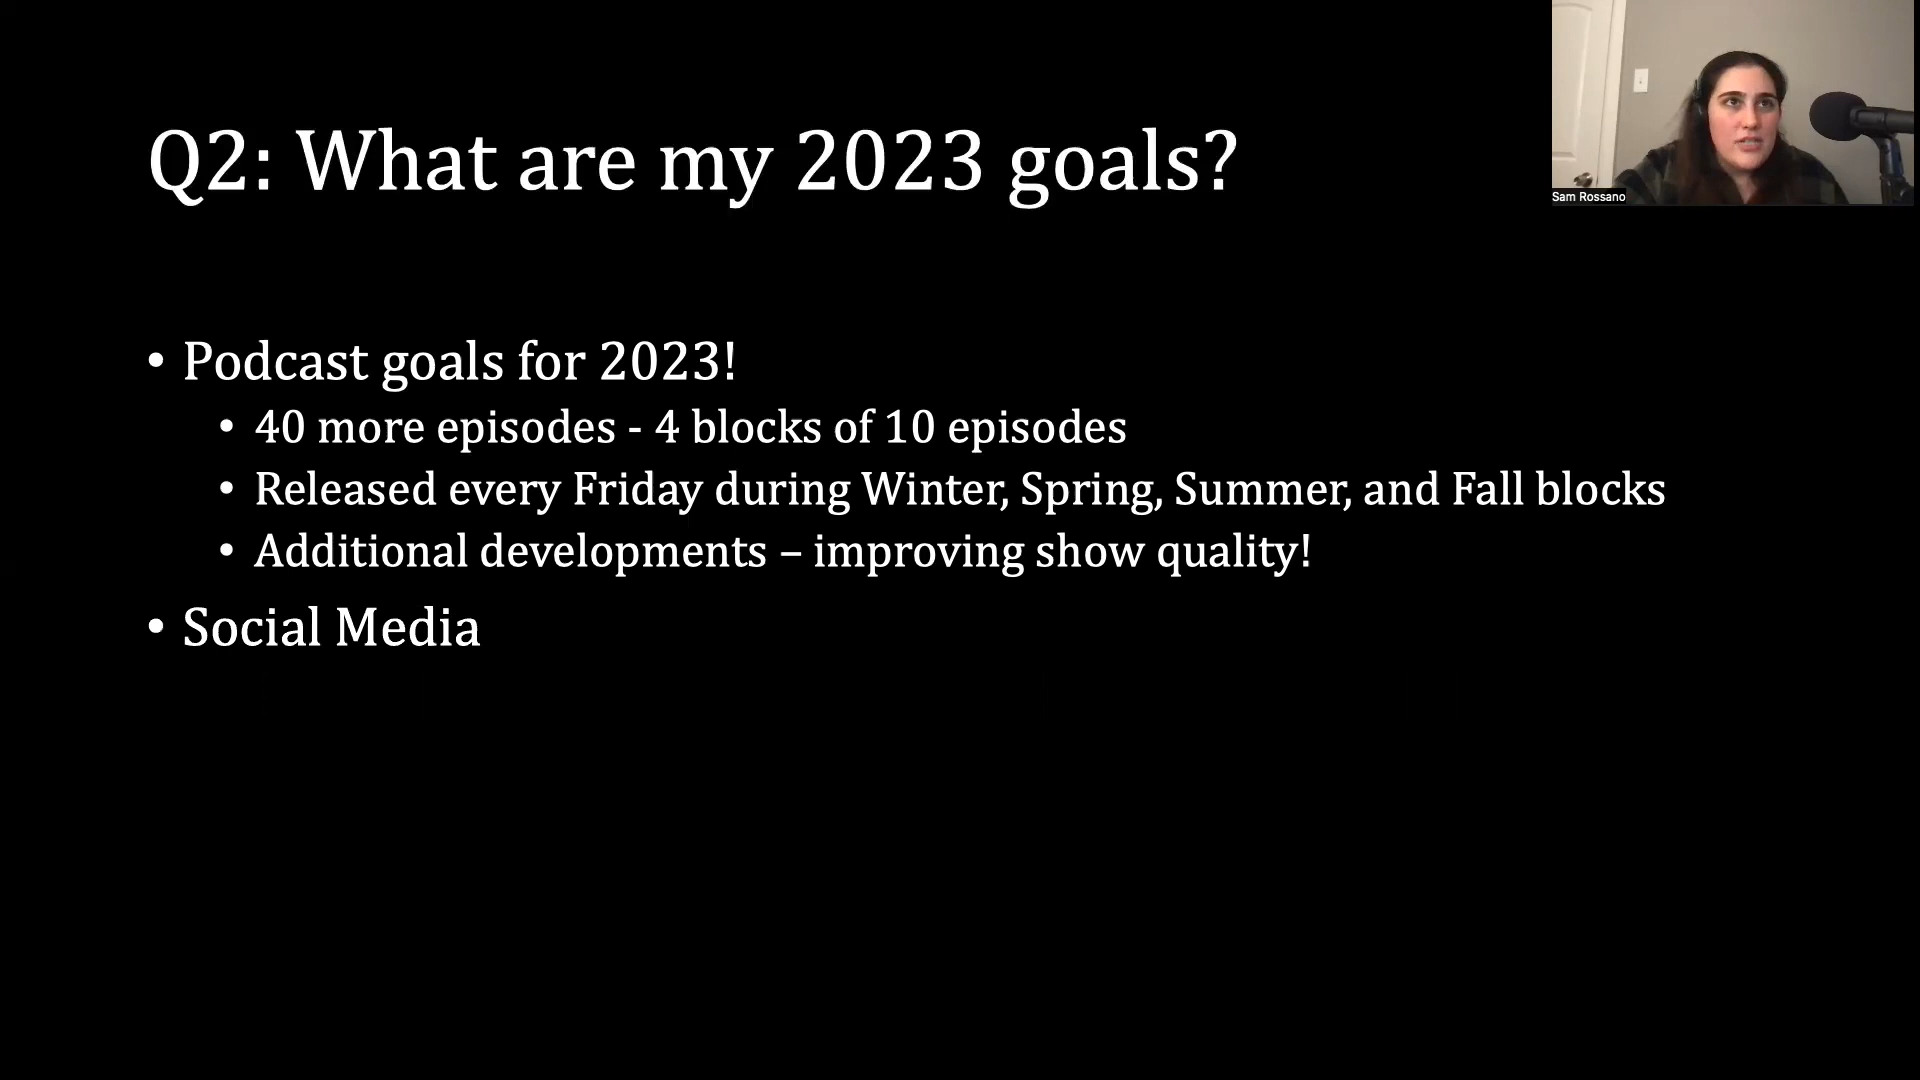 Q2: What are my 2023 goals?
Sam Rossano
• Podcast goals for 2023!
• 40 more episodes - 4 blocks of 10 episodes
• Released every Friday during Winter, Spring, Summer, and Fall blocks
• Additional developments – improving show quality!
• Social Media